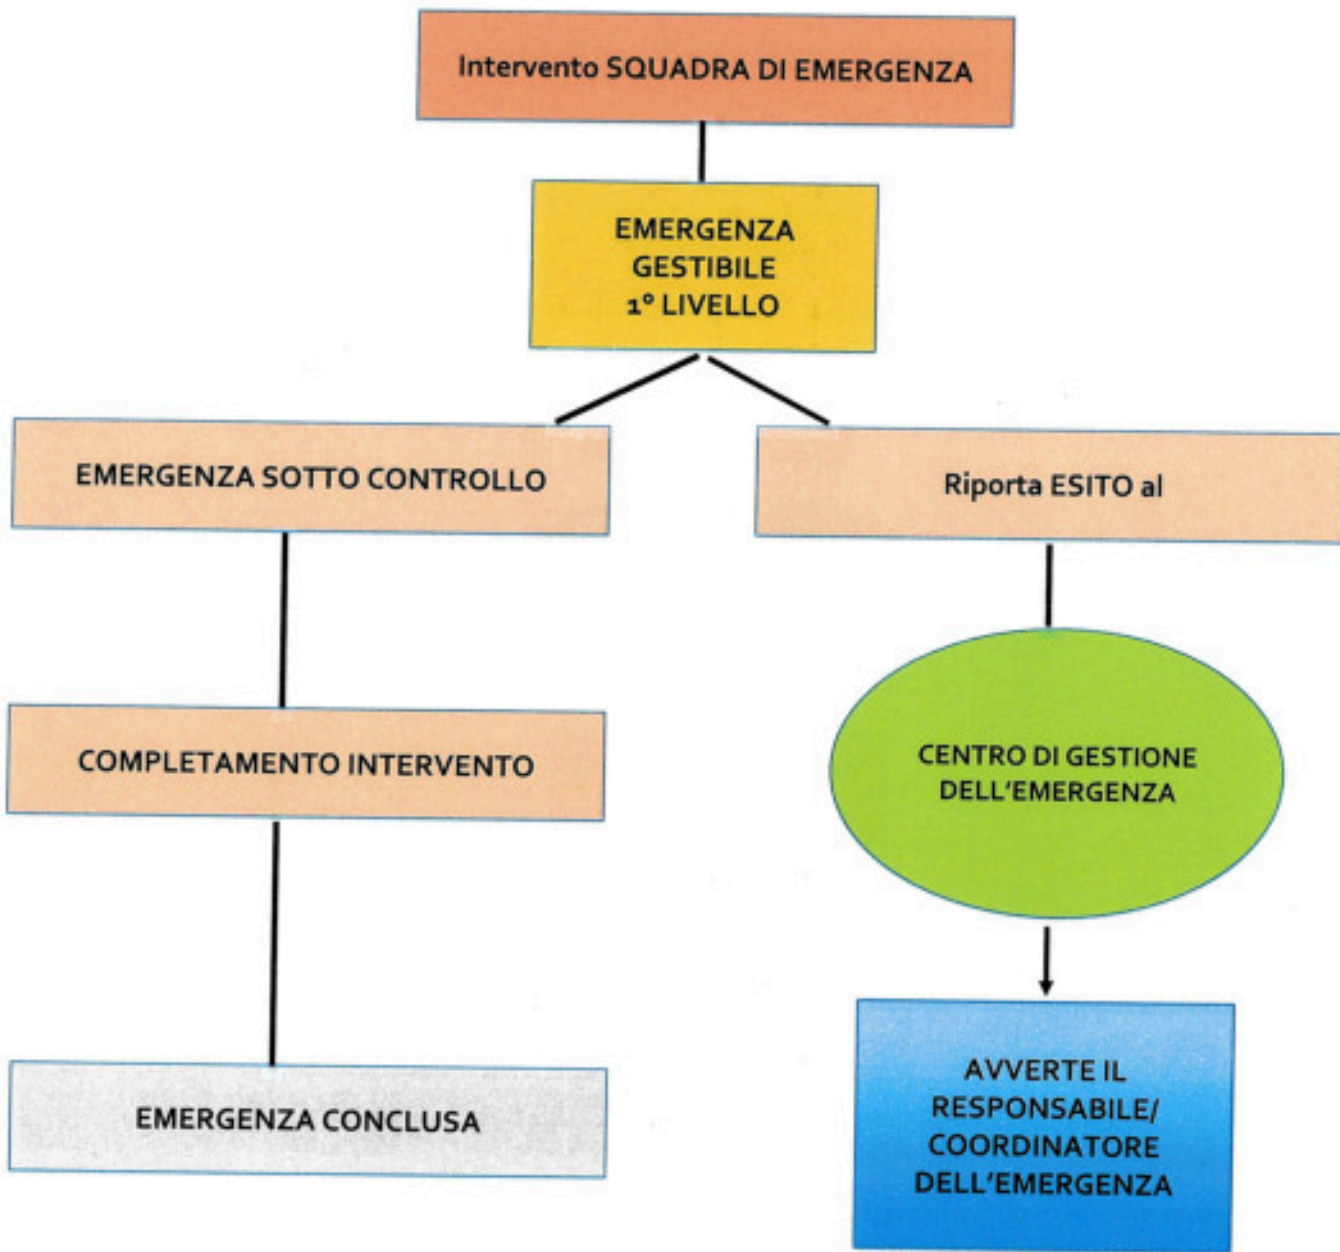 Intervento SQUADRA DI EMERGENZA
EMERGENZA
GESTIBILE
1° LIVELLO
EMERGENZA SOTTO CONTROLLO
Riporta ESITO al
COMPLETAMENTO INTERVENTO
CENTRO DI GESTIONE
DELL'EMERGENZA
EMERGENZA CONCLUSA
AVVERTE IL
RESPONSABILE/
COORDINATORE
DELL'EMERGENZA